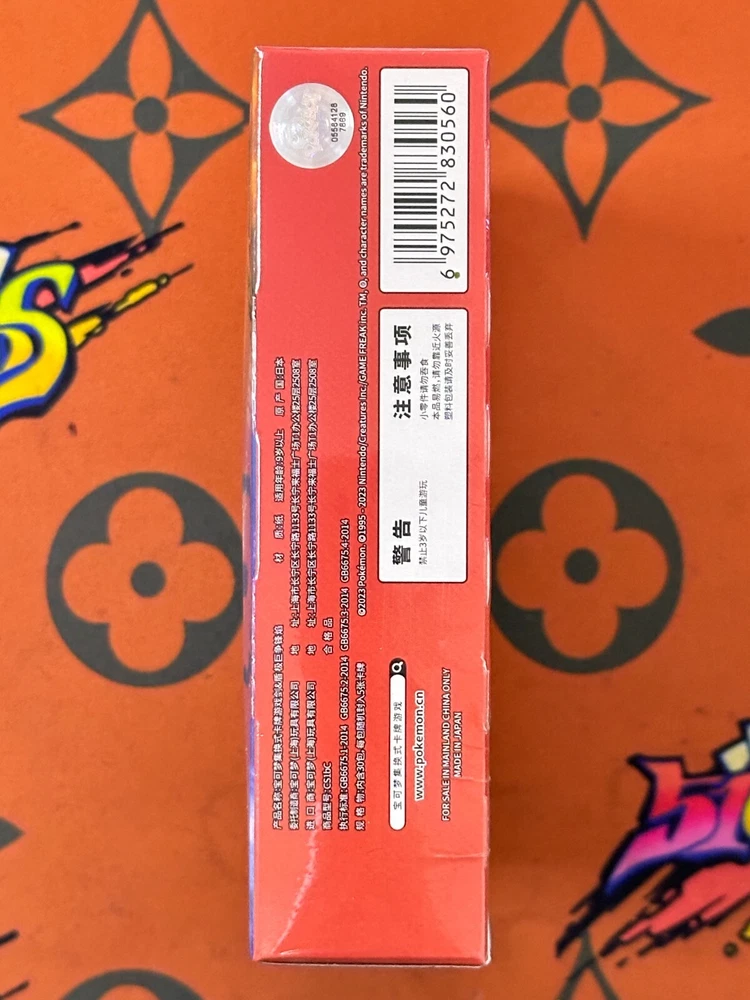 产品名称:宝可梦集换式卡牌游戏剑&盾 极巨争锋焰
材 质:纸 适用年龄:9岁以上 原 产 国:日本
委托制造商:宝可梦(上海)玩具有限公司 地 址:上海市长宁区长宁路1133号长宁来福士广场T1办公楼25层2508室
进 口 商:宝可梦(上海)玩具有限公司 地 址:上海市长宁区长宁路1133号长宁来福士广场T1办公楼25层2508室
商品型号:CS1bC 合 格 品
执行标准:GB6675.1-2014 GB6675.2-2014 GB6675.3-2014 GB6675.4-2014
规 格 物:内含30包,每包随机封入5张卡牌
©2023 Pokémon. ©1995–2023 Nintendo/Creatures Inc./GAME FREAK inc. TM, ®, and character names are trademarks of Nintendo.
宝可梦集换式卡牌游戏
www.pokemon.cn
FOR SALE IN MAINLAND CHINA ONLY
MADE IN JAPAN
警告
禁止3岁以下儿童游玩
注意事项
小零件请勿吞食
本品易燃,请勿靠近火源
塑料包装请及时妥善丢弃
6 975272 830560
05584128
7889